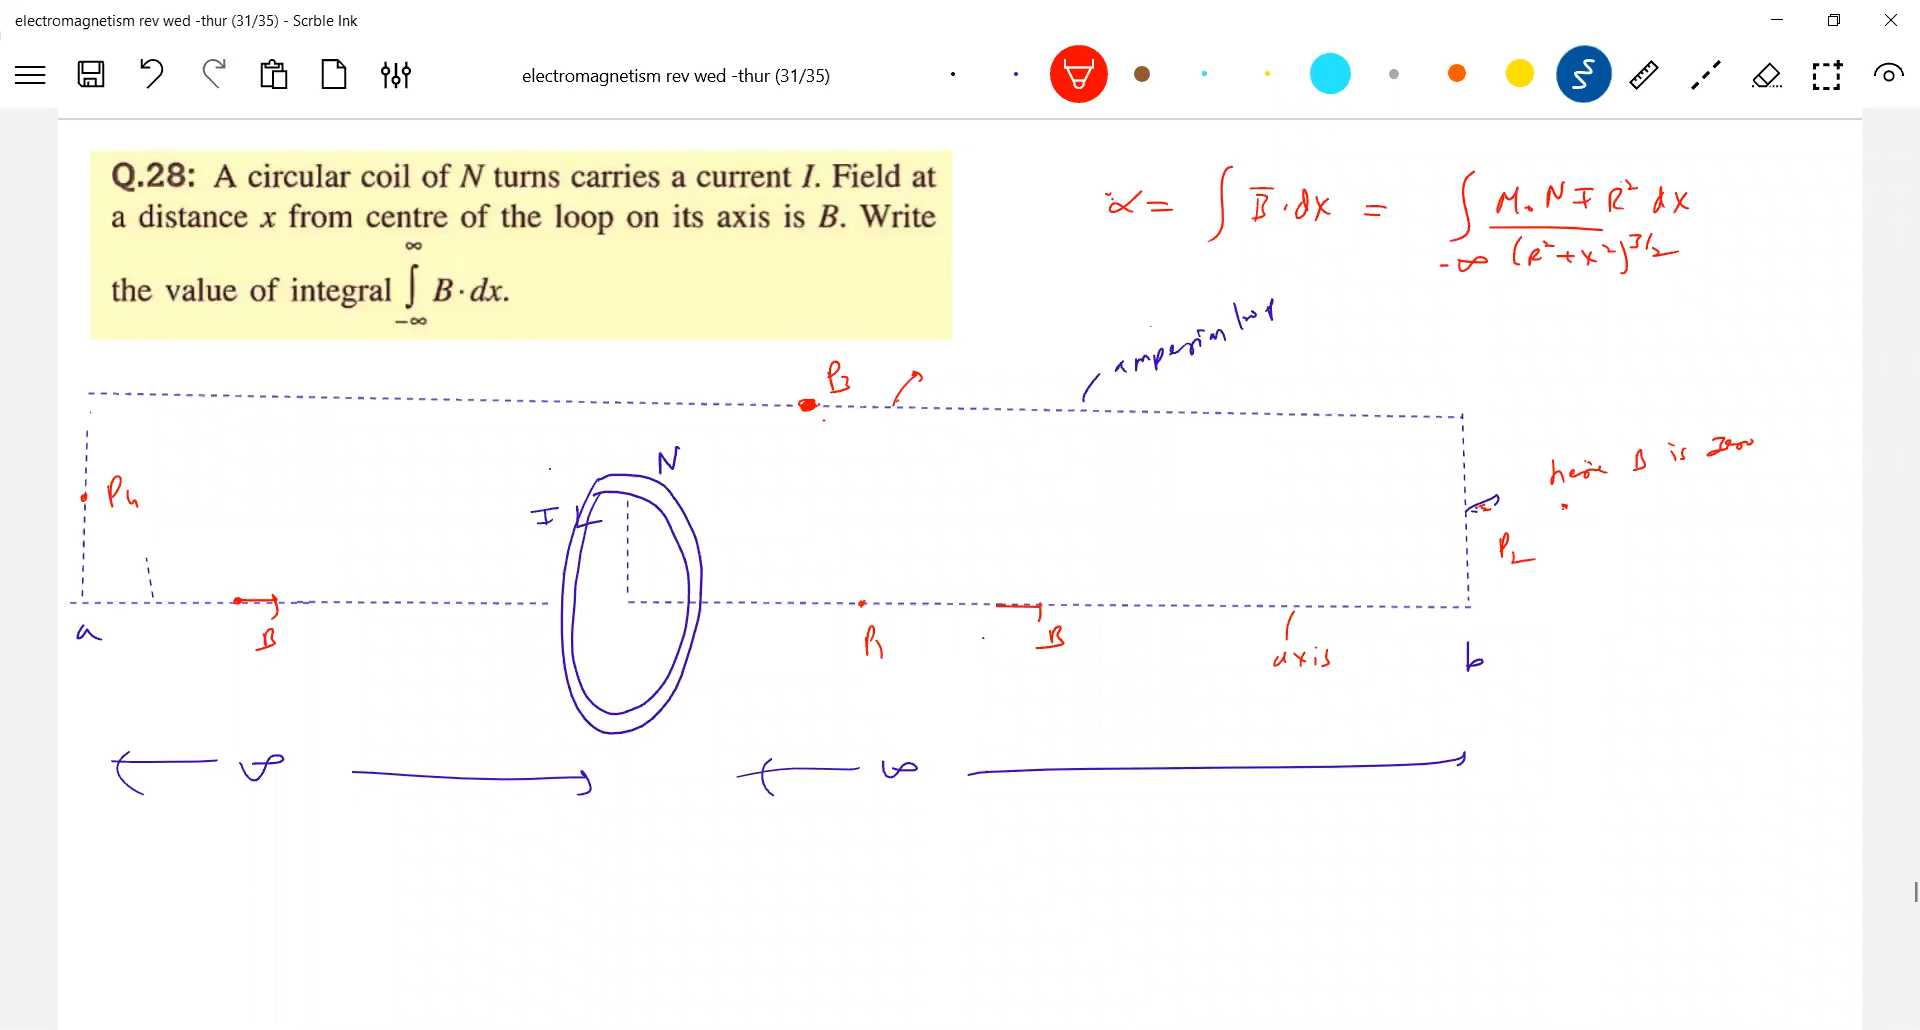 electromagnetism rev wed -thur (31/35) - Scrble Ink
electromagnetism rev wed -thur (31/35)
Q.28: A circular coil of N turns carries a current I. Field at
a distance x from centre of the loop on its axis is B. Write
the value of integral ∫_{-∞}^{∞} B · dx.
α = ∫ B̅ · dx = ∫_{-∞} M₀ N I R² dx / (R² + x²)^{3/2}
amperian loop
P3
N
here B is zero
P4
I
P2
a
B
P1
B
axis
b
∞
∞